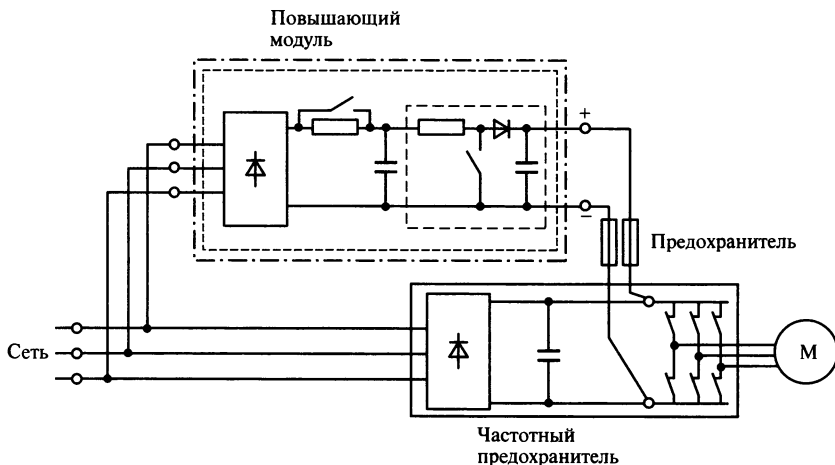 Повышающий
модуль
+
−
Предохранитель
Сеть
М
Частотный
предохранитель